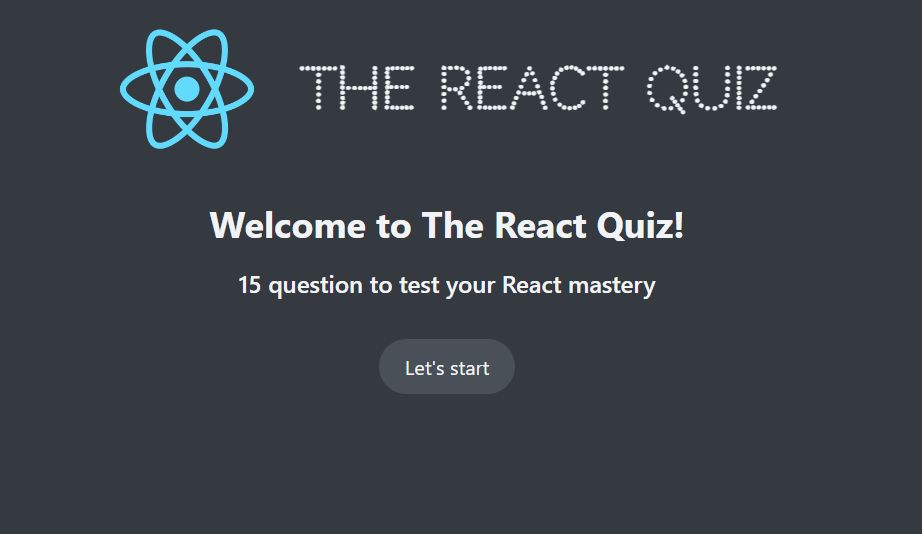 THE REACT QUIZ
Welcome to The React Quiz!
15 question to test your React mastery
Let's start